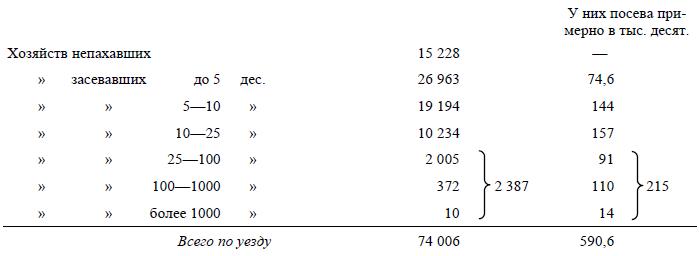 У них посева при-
мерно в тыс. десят.
Хозяйств непахавших 15 228 —
» засевавших до 5 дес. 26 963 74,6
» » 5—10 » 19 194 144
» » 10—25 » 10 234 157
» » 25—100 » 2 005 91
» » 100—1000 » 372 2 387 110 215
» » более 1000 » 10 14
Всего по уезду 74 006 590,6